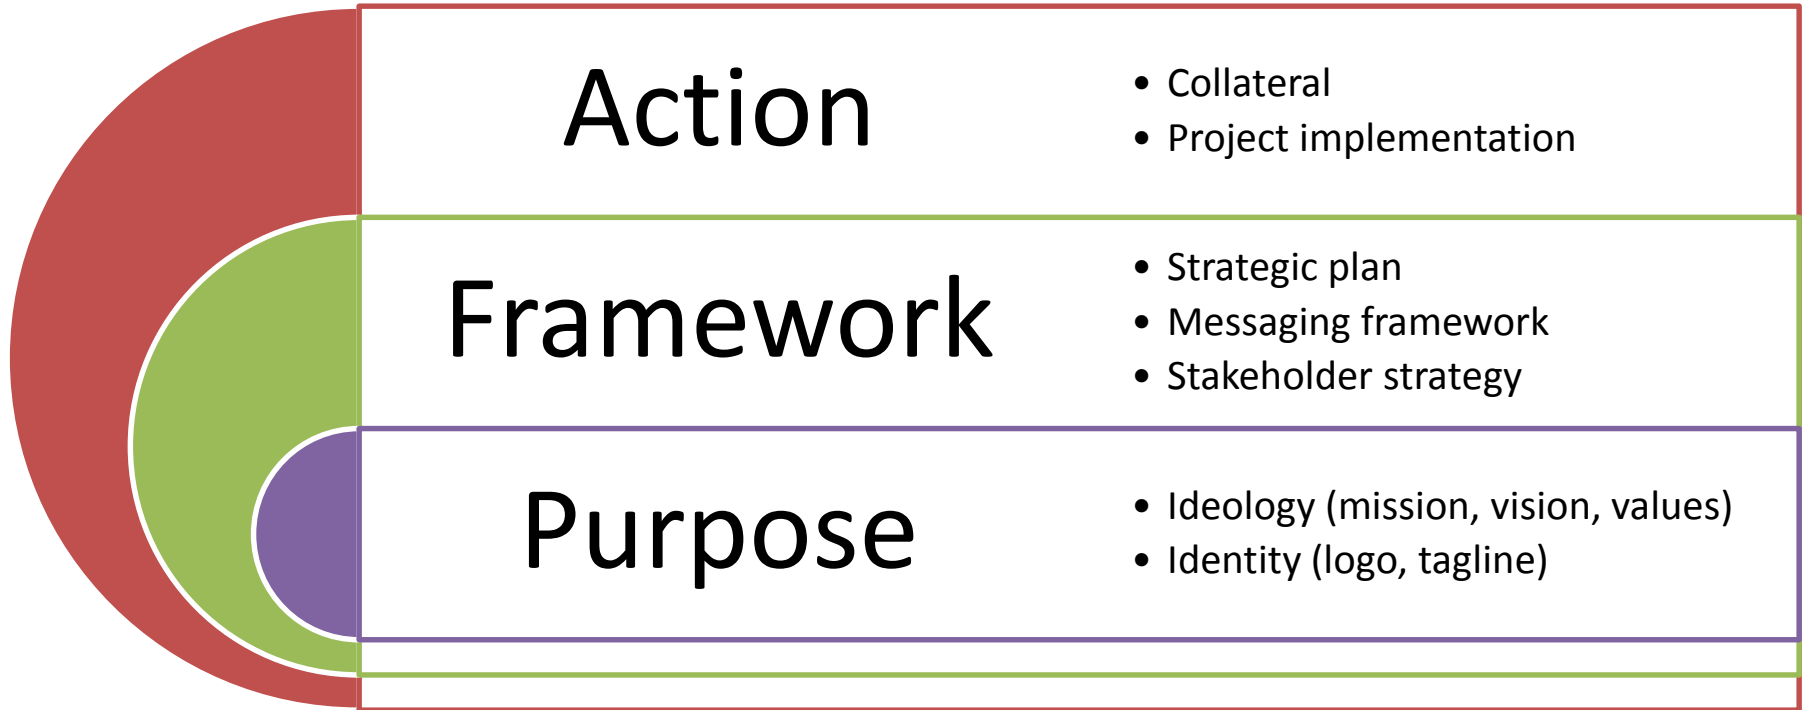 Action
• Collateral
• Project implementation
Framework
• Strategic plan
• Messaging framework
• Stakeholder strategy
Purpose
• Ideology (mission, vision, values)
• Identity (logo, tagline)